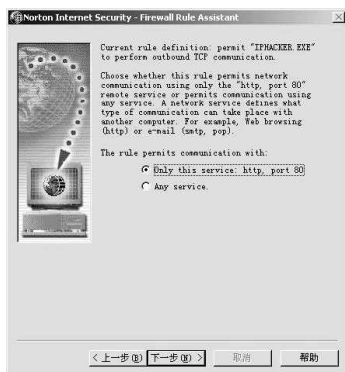 Norton Internet Security - Firewall Rule Assistant
Current rule definition: permit "IPHACKER.EXE"
to perform outbound TCP communication.
Choose whether this rule permits network
communication using only the "http, port 80"
remote service or permits communication using
any service. A network service defines what
type of communication can take place with
another computer. For example, Web browsing
(http) or e-mail (smtp, pop).
The rule permits communication with:
Only this service: http, port 80
Any service.
< 上一步(B) 下一步(N) > 取消 帮助